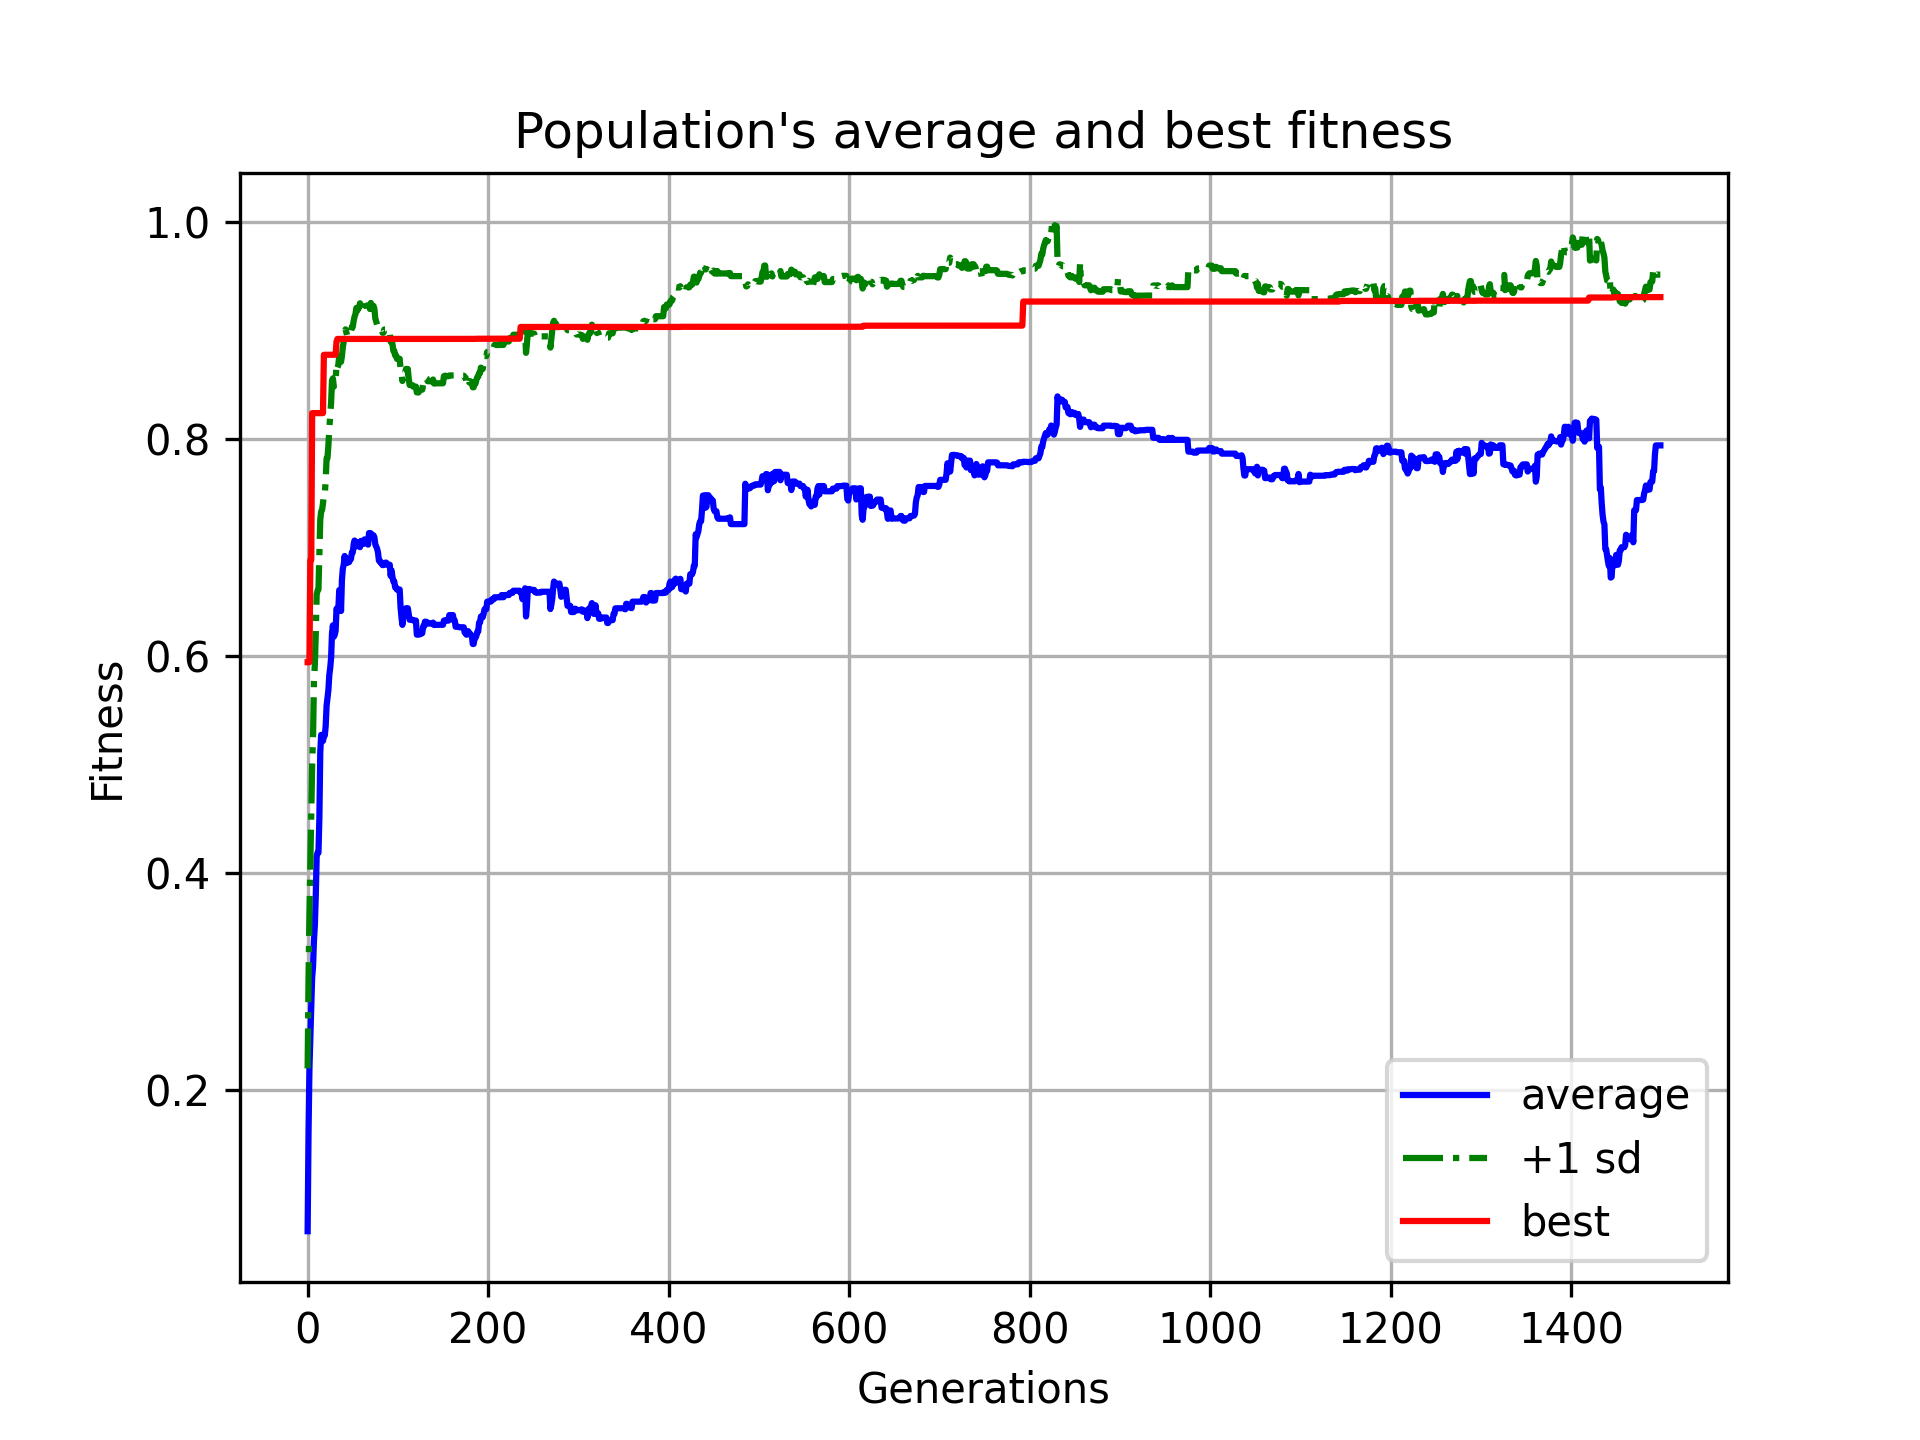 Population's average and best fitness
1.0
0.8
0.6
0.4
0.2
Fitness
0 200 400 600 800 1000 1200 1400
Generations
average
+1 sd
best